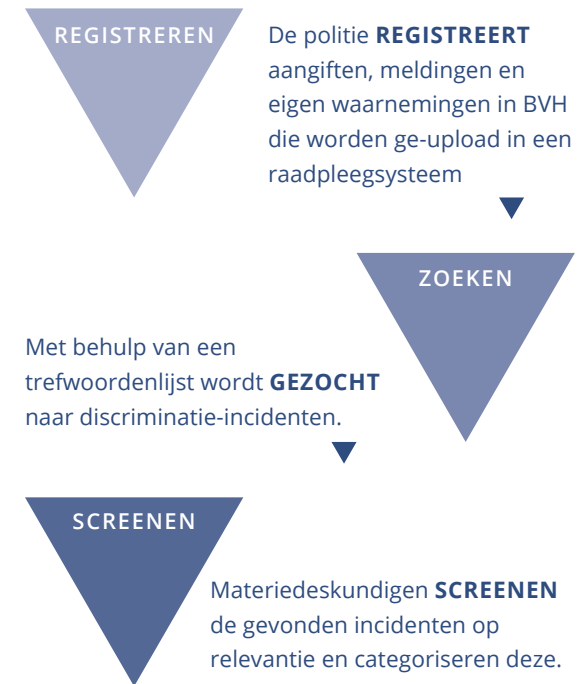 REGISTREREN
De politie REGISTREERT
aangiften, meldingen en
eigen waarnemingen in BVH
die worden ge-upload in een
raadpleegsysteem
ZOEKEN
Met behulp van een
trefwoordenlijst wordt GEZOCHT
naar discriminatie-incidenten.
SCREENEN
Materiedeskundigen SCREENEN
de gevonden incidenten op
relevantie en categoriseren deze.